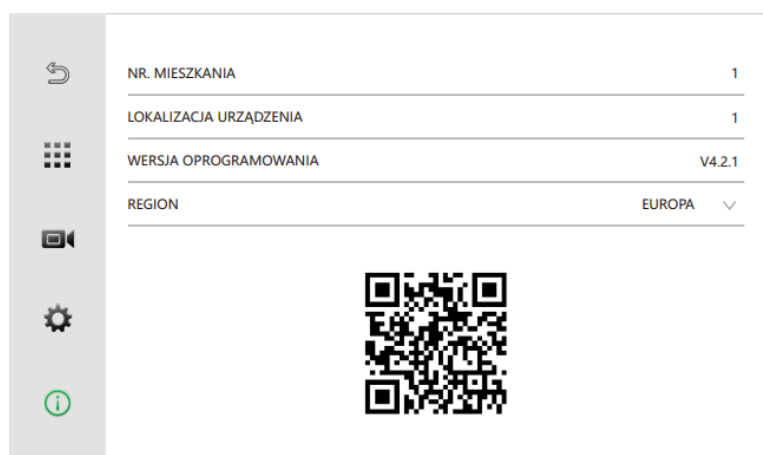 NR. MIESZKANIA 1
LOKALIZACJA URZĄDZENIA 1
WERSJA OPROGRAMOWANIA V4.2.1
REGION EUROPA